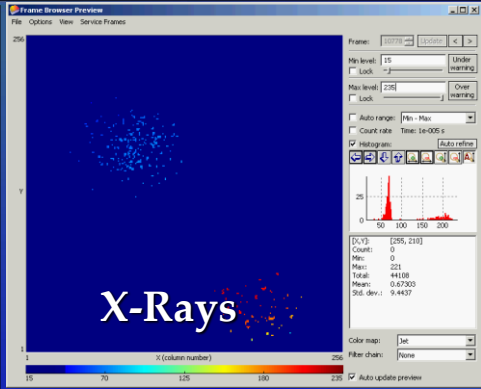 Frame Browser Preview
File Options View Service Frames
256
Y
1
X-Rays
1 X (column number) 256
15 70 125 180 235
Frame: 10770 Update < >
Min level: 15 Under warning
Lock
Max level: 235 Over warning
Lock
Auto range: Min - Max
Count rate Time: 1e-005 s
Histogram: Auto refine
25
0
0 50 100 150 200
[X,Y]: [255, 210]
Count: 0
Min: 0
Max: 221
Total: 44108
Mean: 0.67303
Std. dev.: 9.4437
Color map: Jet
Filter chain: None
Auto update preview